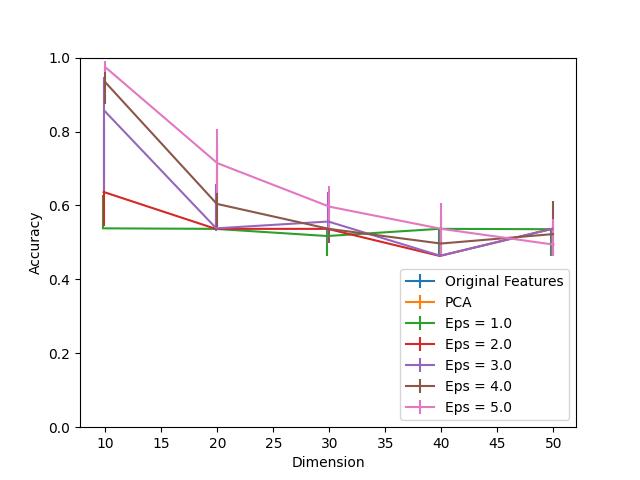 1.0
0.8
0.6
0.4
0.2
0.0
Accuracy
10 15 20 25 30 35 40 45 50
Dimension
Original Features
PCA
Eps = 1.0
Eps = 2.0
Eps = 3.0
Eps = 4.0
Eps = 5.0